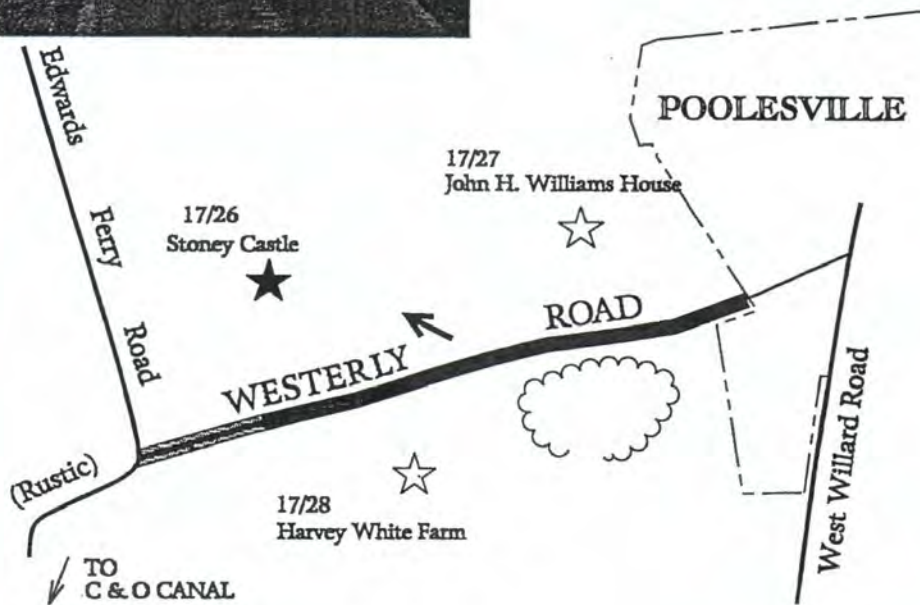 Edwards
Ferry
Road
(Rustic)
POOLESVILLE
17/27
John H. Williams House
17/26
Stoney Castle
WESTERLY ROAD
17/28
Harvey White Farm
West Willard Road
TO
C & O CANAL